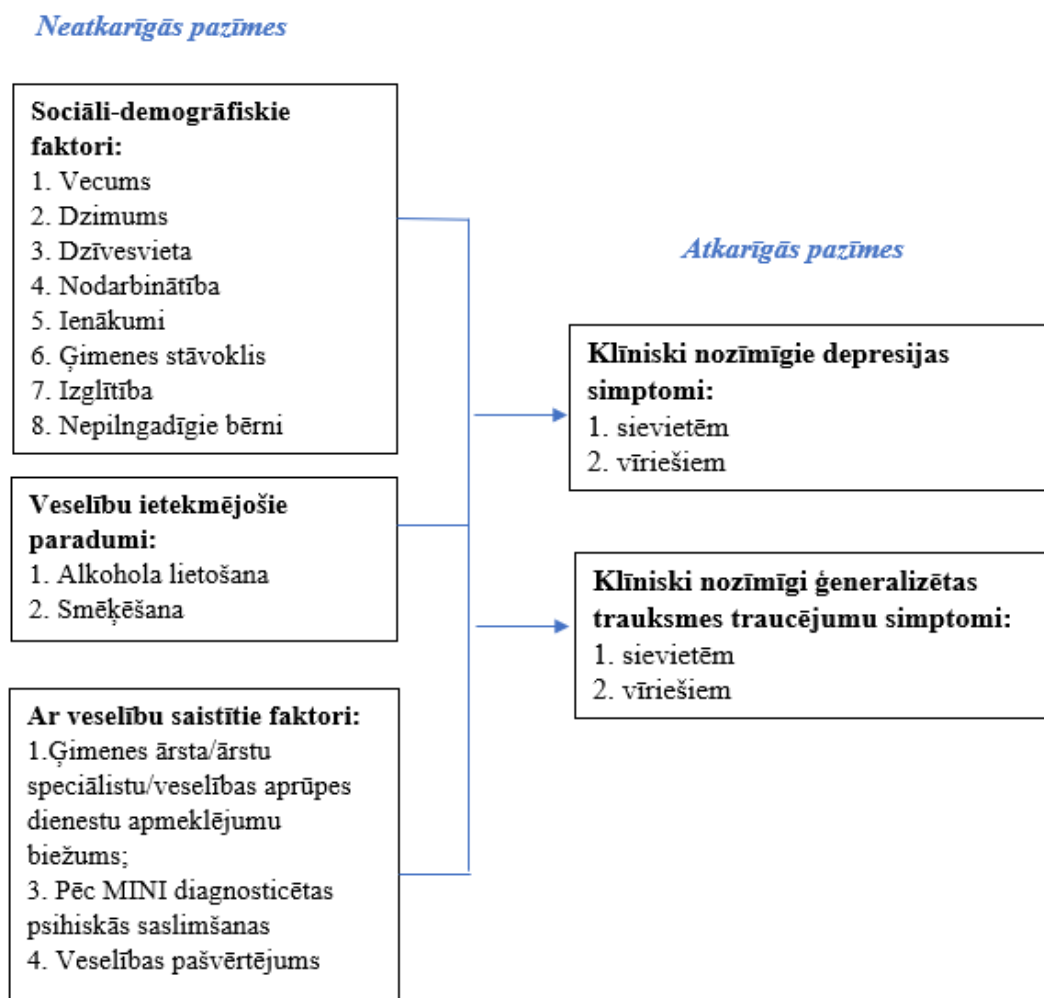 Neatkarīgās pazīmes
Sociāli-demogrāfiskie
faktori:
1. Vecums
2. Dzimums
3. Dzīvesvieta
4. Nodarbinātība
5. Ienākumi
6. Ģimenes stāvoklis
7. Izglītība
8. Nepilngadīgie bērni
Veselību ietekmējošie
paradumi:
1. Alkohola lietošana
2. Smēķēšana
Ar veselību saistītie faktori:
1.Ģimenes ārsta/ārstu
speciālistu/veselības aprūpes
dienestu apmeklējumu
biežums;
3. Pēc MINI diagnosticētas
psihiskās saslimšanas
4. Veselības pašvērtējums
Atkarīgās pazīmes
Klīniski nozīmīgie depresijas
simptomi:
1. sievietēm
2. vīriešiem
Klīniski nozīmīgi ģeneralizētas
trauksmes traucējumu simptomi:
1. sievietēm
2. vīriešiem